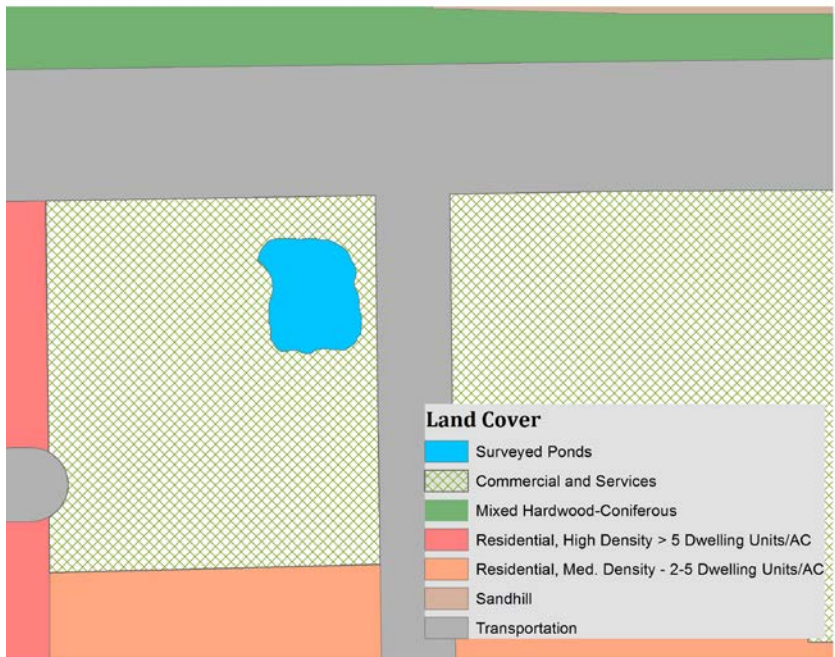 Land Cover
Surveyed Ponds
Commercial and Services
Mixed Hardwood-Coniferous
Residential, High Density > 5 Dwelling Units/AC
Residential, Med. Density - 2-5 Dwelling Units/AC
Sandhill
Transportation